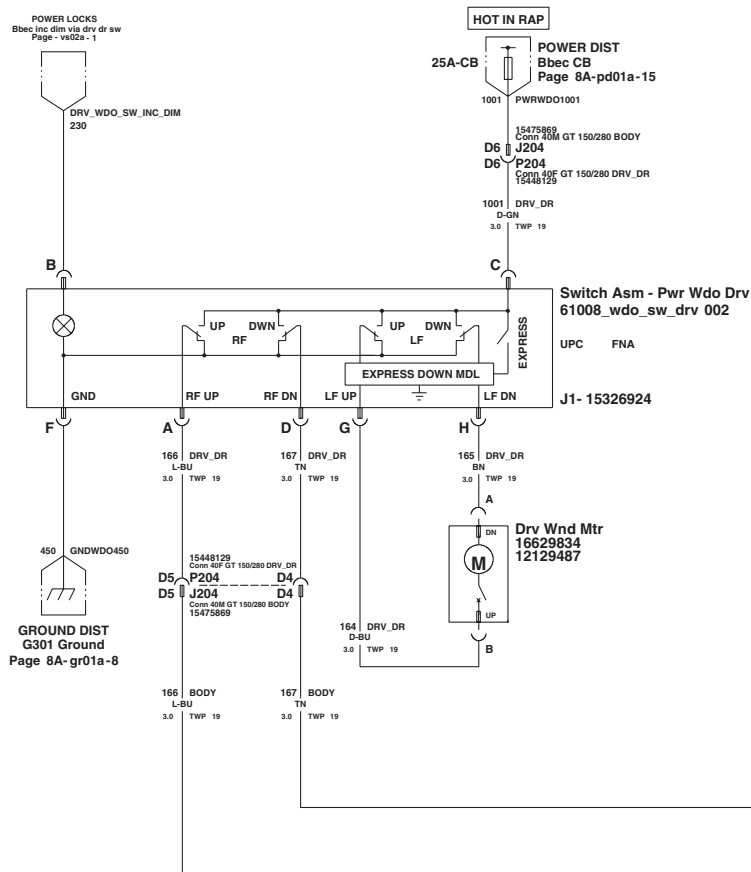 POWER LOCKS
Bbec inc dim via drv dr sw
Page - vs02a - 1
DRV_WDO_SW_INC_DIM
230
HOT IN RAP
25A-CB
POWER DIST
Bbec CB
Page 8A-pd01a-15
1001 PWRWDO1001
15475869
Conn 40M GT 150/280 BODY
D6 J204
D6 P204
Conn 40F GT 150/280 DRV_DR
15448129
1001 DRV_DR
D-GN
3.0 TWP 19
B
C
Switch Asm - Pwr Wdo Drv
61008_wdo_sw_drv 002
UPC FNA
J1- 15326924
UP DWN
RF
UP DWN
LF
EXPRESS
EXPRESS DOWN MDL
GND
RF UP
RF DN
LF UP
LF DN
F
A
D
G
H
166 DRV_DR
L-BU
3.0 TWP 19
167 DRV_DR
TN
3.0 TWP 19
165 DRV_DR
BN
3.0 TWP 19
A
DN
M
UP
B
Drv Wnd Mtr
16629834
12129487
450 GNDWDO450
GROUND DIST
G301 Ground
Page 8A-gr01a-8
15448129
Conn 40F GT 150/280 DRV_DR
D5 P204 D4
D5 J204 D4
Conn 40M GT 150/280 BODY
15475869
164 DRV_DR
D-BU
3.0 TWP 19
166 BODY
L-BU
3.0 TWP 19
167 BODY
TN
3.0 TWP 19